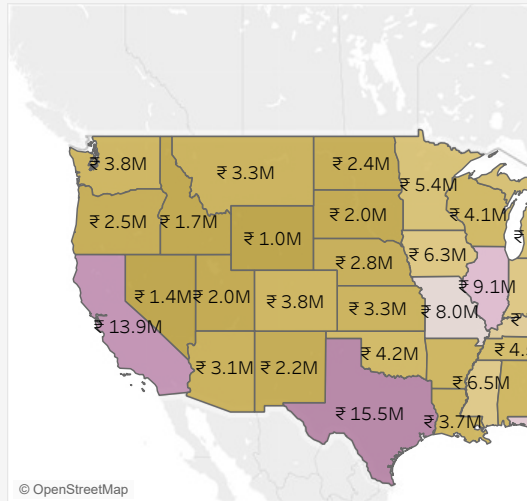 ₹ 3.8M
₹ 3.3M
₹ 2.4M
₹ 5.4M
₹ 2.5M
₹ 1.7M
₹ 2.0M
₹ 4.1M
₹ 1.0M
₹
₹ 6.3M
₹ 2.8M
₹ 9.1M
₹ 1.4M
₹ 2.0M
₹ 3.8M
₹ 3.3M
₹ 8.0M
₹
₹ 13.9M
₹ 4.
₹ 4.2M
₹ 3.1M
₹ 2.2M
₹ 6.5M
₹ 15.5M
₹ 3.7M
© OpenStreetMap